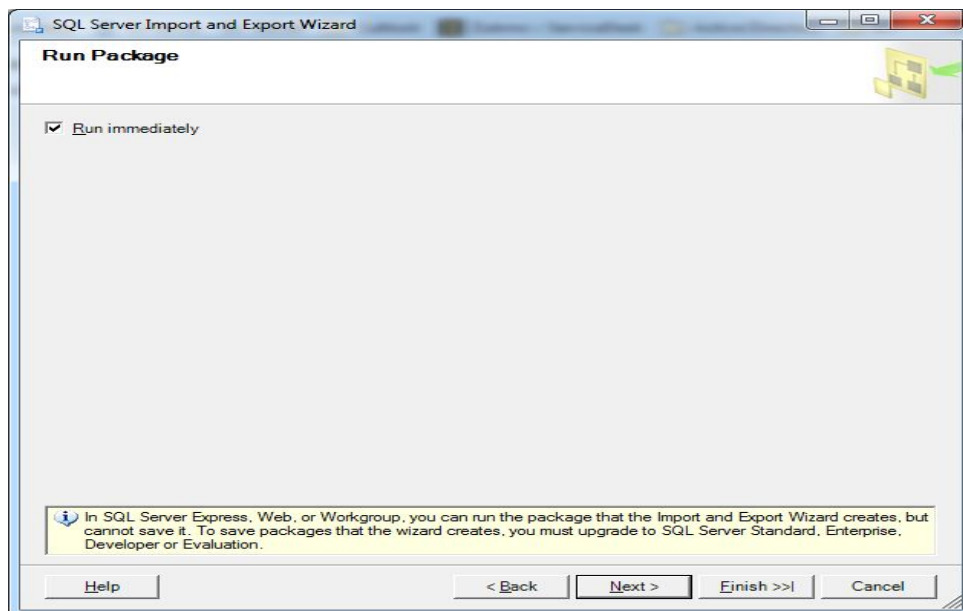 SQL Server Import and Export Wizard
Run Package
Run immediately
In SQL Server Express, Web, or Workgroup, you can run the package that the Import and Export Wizard creates, but
cannot save it. To save packages that the wizard creates, you must upgrade to SQL Server Standard, Enterprise,
Developer or Evaluation.
Help < Back Next > Finish >>| Cancel